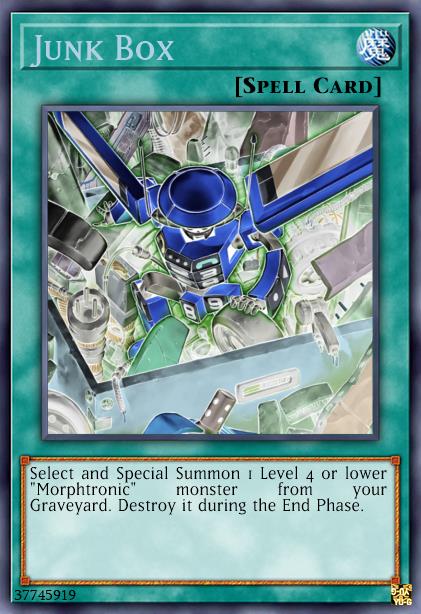 Junk Box
魔
[Spell Card]
Select and Special Summon 1 Level 4 or lower
"Morphtronic" monster from your
Graveyard. Destroy it during the End Phase.
37745919